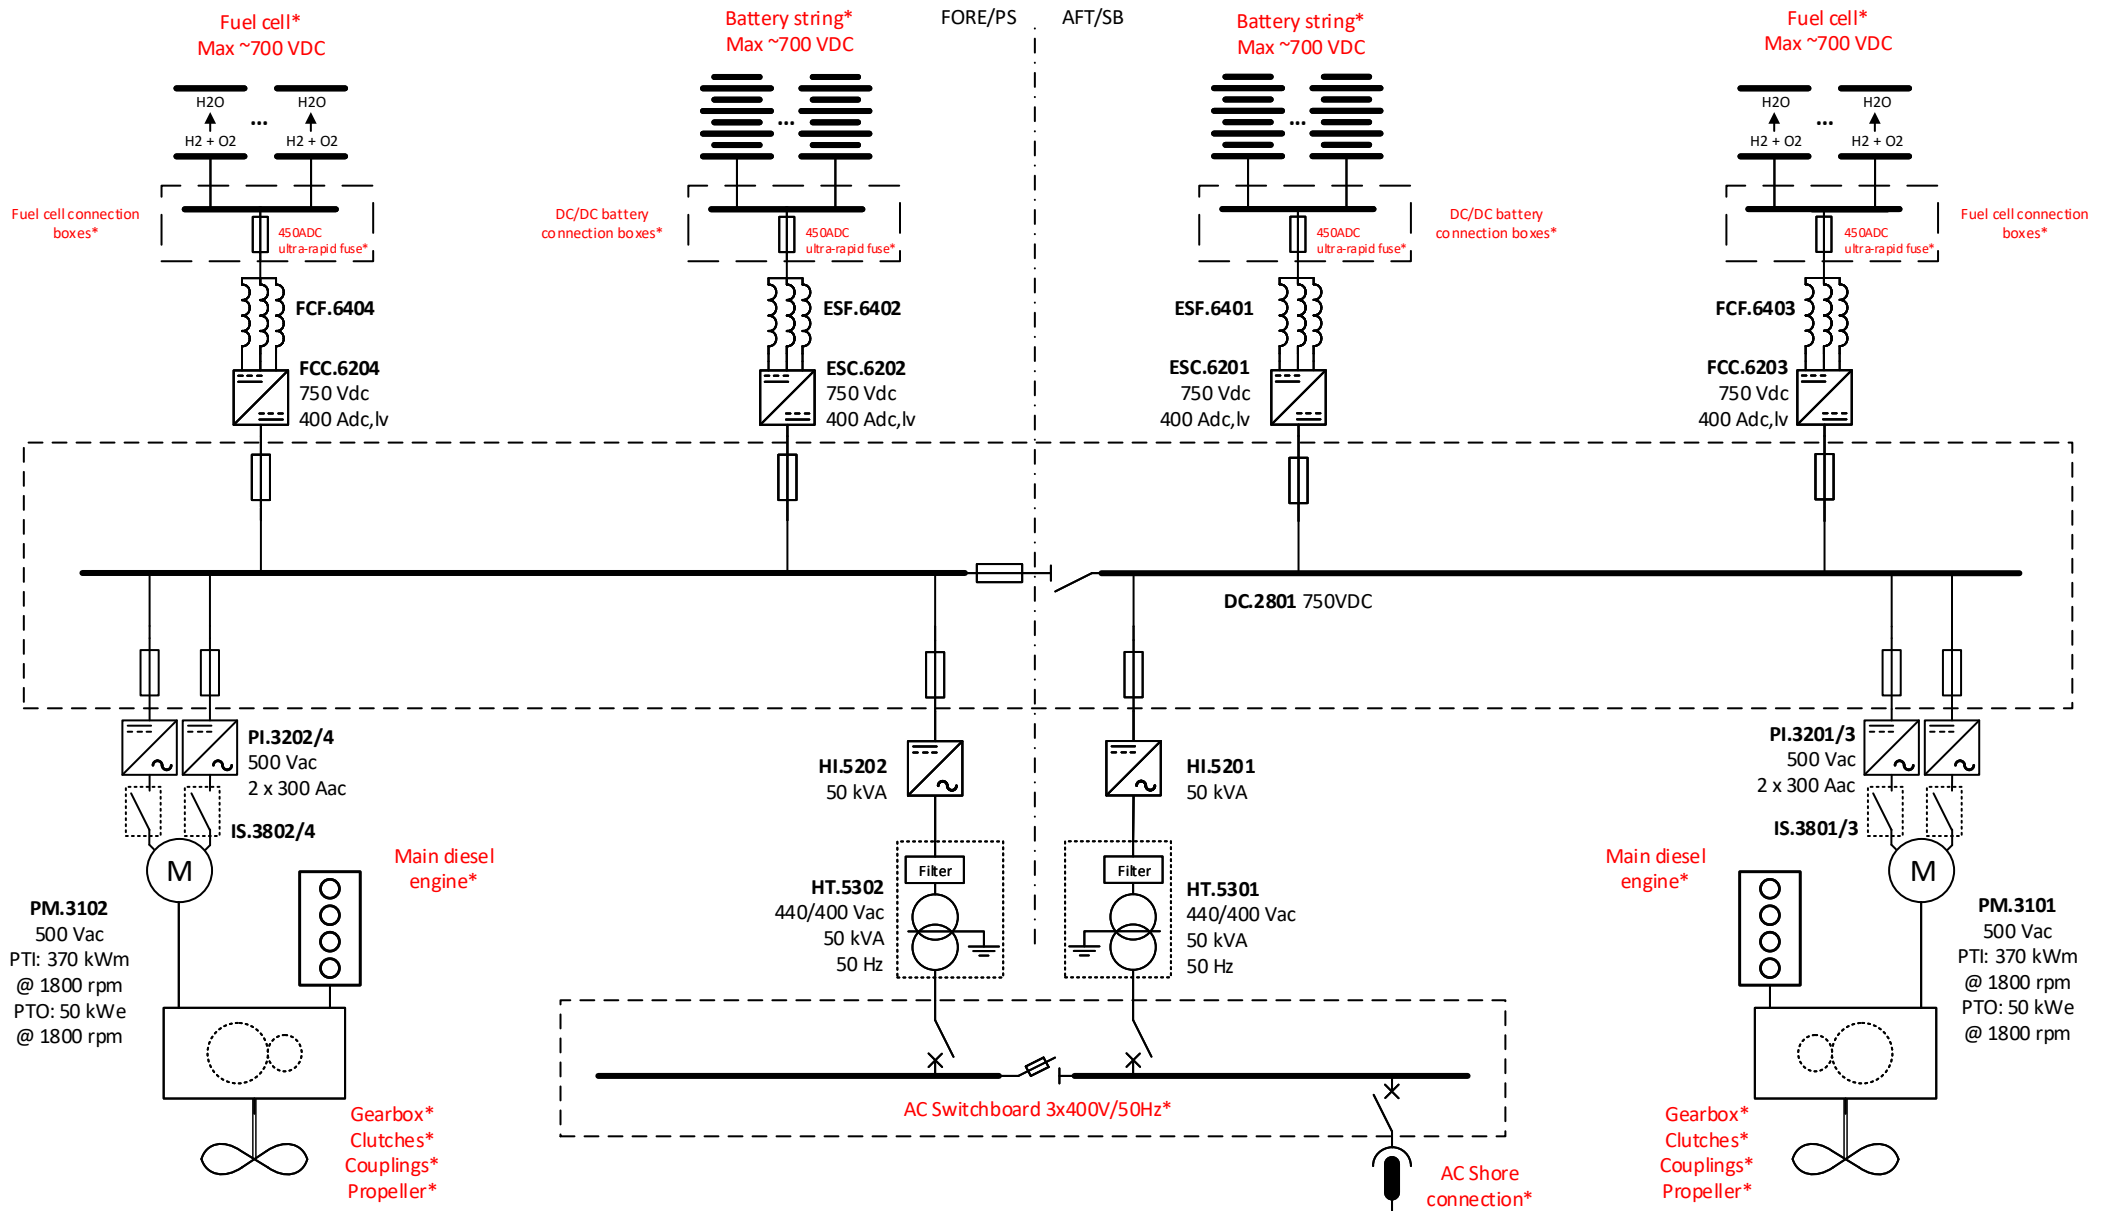 Fuel cell*
Max ~700 VDC
Battery string*
Max ~700 VDC
FORE/PS
AFT/SB
Battery string*
Max ~700 VDC
Fuel cell*
Max ~700 VDC
H2O
H2O
...
H2 + O2
H2 + O2
...
...
H2O
H2O
...
H2 + O2
H2 + O2
Fuel cell connection
boxes*
450ADC
ultra-rapid fuse*
DC/DC battery
connection boxes*
450ADC
ultra-rapid fuse*
450ADC
ultra-rapid fuse*
DC/DC battery
connection boxes*
450ADC
ultra-rapid fuse*
Fuel cell connection
boxes*
FCF.6404
ESF.6402
ESF.6401
FCF.6403
FCC.6204
750 Vdc
400 Adc,lv
ESC.6202
750 Vdc
400 Adc,lv
ESC.6201
750 Vdc
400 Adc,lv
FCC.6203
750 Vdc
400 Adc,lv
DC.2801 750VDC
PI.3202/4
500 Vac
2 x 300 Aac
IS.3802/4
HI.5202
50 kVA
HI.5201
50 kVA
PI.3201/3
500 Vac
2 x 300 Aac
IS.3801/3
M
Main diesel
engine*
PM.3102
500 Vac
PTI: 370 kWm
@ 1800 rpm
PTO: 50 kWe
@ 1800 rpm
Filter
HT.5302
440/400 Vac
50 kVA
50 Hz
Filter
HT.5301
440/400 Vac
50 kVA
50 Hz
Main diesel
engine*
M
PM.3101
500 Vac
PTI: 370 kWm
@ 1800 rpm
PTO: 50 kWe
@ 1800 rpm
Gearbox*
Clutches*
Couplings*
Propeller*
AC Switchboard 3x400V/50Hz*
AC Shore
connection*
Gearbox*
Clutches*
Couplings*
Propeller*